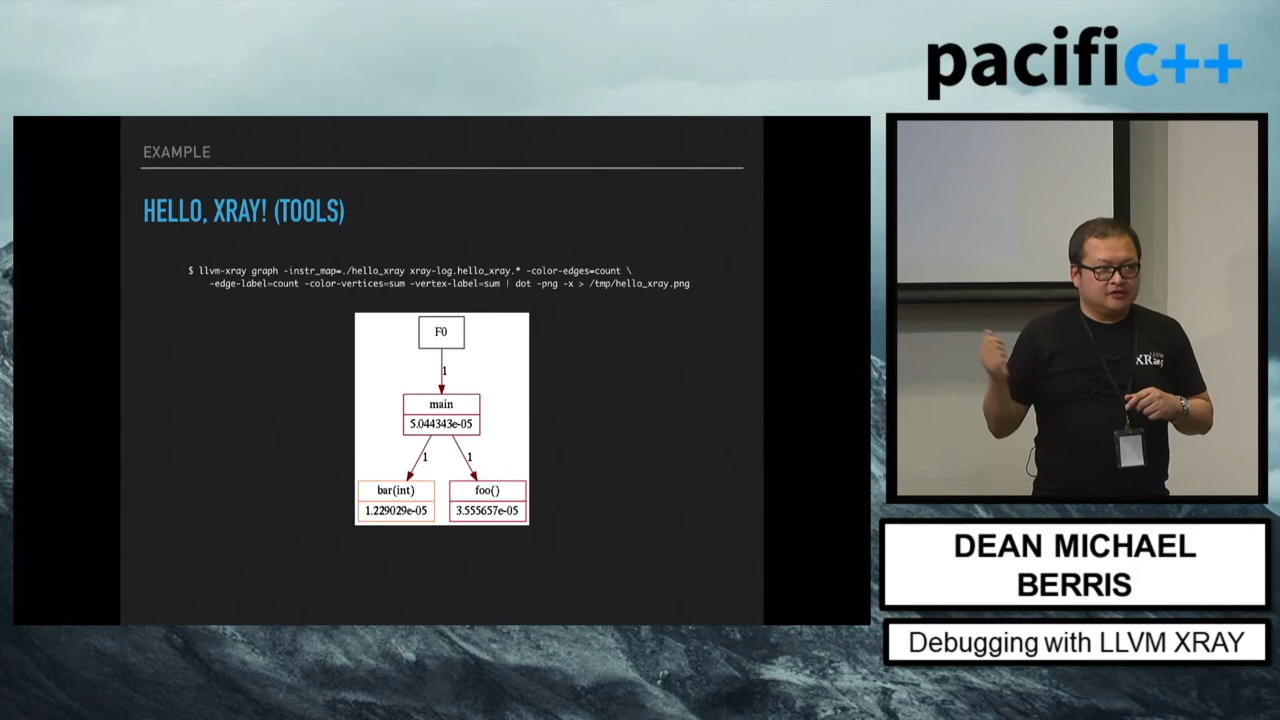 pacific++
EXAMPLE
HELLO, XRAY! (TOOLS)
$ llvm-xray graph -instr_map=./hello_xray xray-log.hello_xray.* -color-edges=count \
-edge-label=count -color-vertices=sum -vertex-label=sum | dot -png -x > /tmp/hello_xray.png
F0
1
main
5.044343e-05
1
1
bar(int)
1.229029e-05
foo()
3.555657e-05
LLVM
XRay
DEAN MICHAEL
BERRIS
Debugging with LLVM XRAY